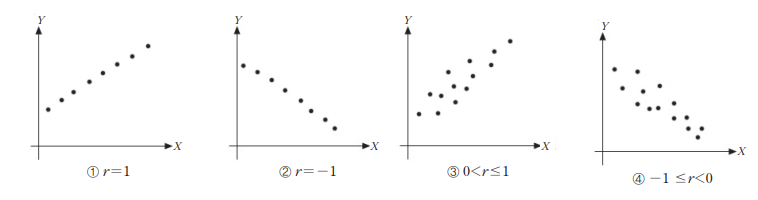 Y
X
① r=1
Y
X
② r=−1
Y
X
③ 0<r≤1
Y
X
④ −1 ≤r<0